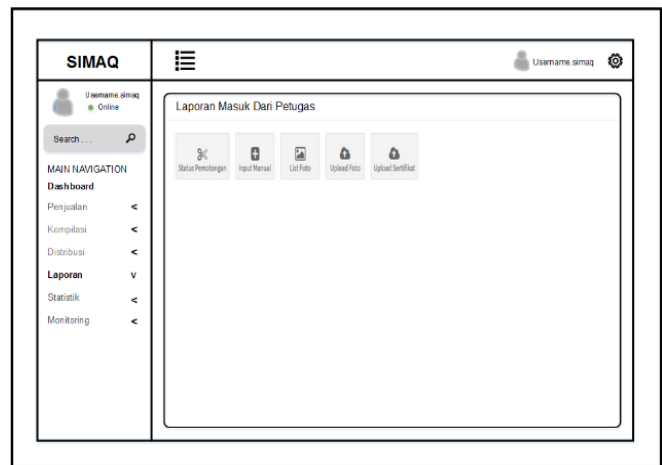 SIMAQ
Username.simaq
Username.simaq
Online
Search . . .
MAIN NAVIGATION
Dashboard
Penjualan <
Kompilasi <
Distribusi <
Laporan v
Statistik <
Monitoring <
Laporan Masuk Dari Petugas
Status Pemotongan
Input Manual
List Foto
Upload Foto
Upload Sertifikat